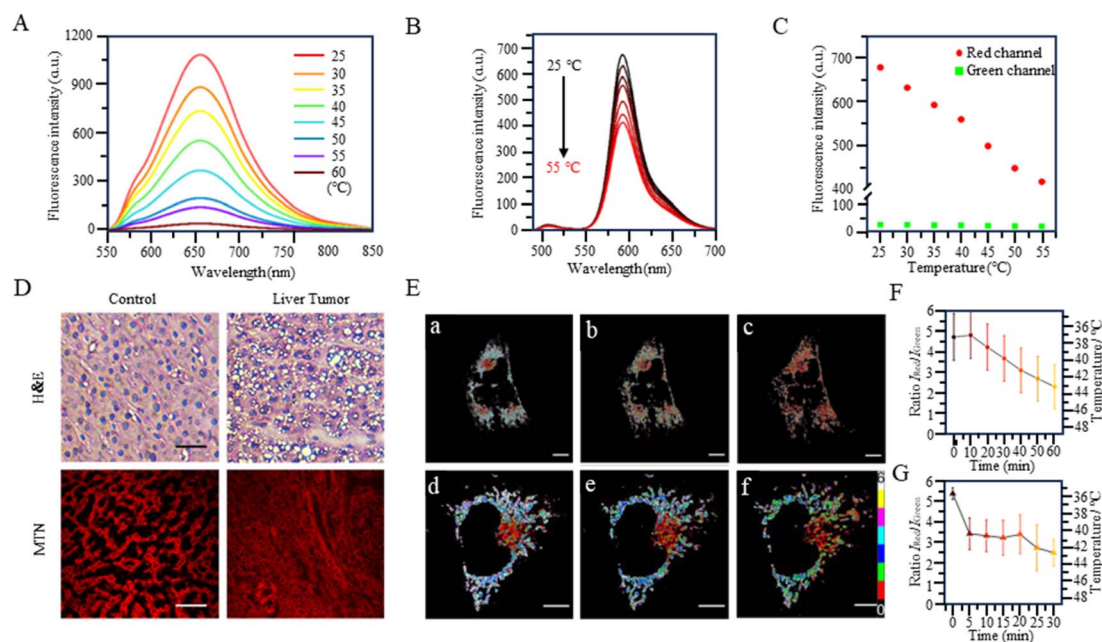 A
Fluorescence intensity (a.u.)
1200
900
600
300
0
25
30
35
40
45
50
55
60
(℃)
550 600 650 700 750 800 850
Wavelength(nm)
B
Fluorescence intensity (a.u.)
700
600
500
400
300
200
100
0
25 ℃
55 ℃
500 550 600 650 700
Wavelength(nm)
C
Fluorescence intensity (a.u.)
700
600
500
400
100
0
Red channel
Green channel
25 30 35 40 45 50 55
Temperature(℃)
D
Control
Liver Tumor
H&E
MTN
E
a
b
c
d
e
f
6
0
F
Ratio IRed/IGreen
6
5
4
3
2
1
0
36
38
40
42
44
46
48
Temperature/ ℃
0 10 20 30 40 50 60
Time (min)
G
Ratio IRed/IGreen
6
5
4
3
2
1
0
36
38
40
42
44
46
48
Temperature/ ℃
0 5 10 15 20 25 30
Time (min)